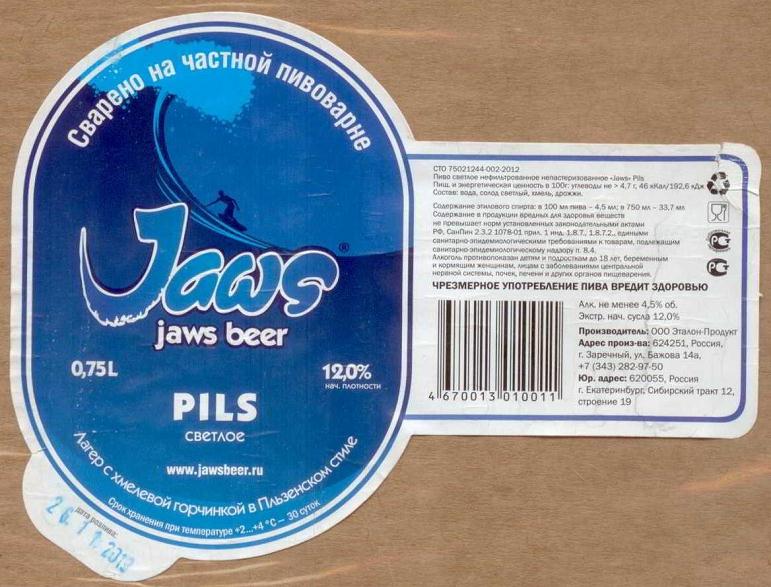 Сварено на частной пивоварне
Jaws®
jaws beer
0,75L
12,0%
нач. плотности
PILS
светлое
www.jawsbeer.ru
Лагер с хмелевой горчинкой в Пльзенском стиле
Срок хранения при температуре +2...+4 °С — 30 суток
дата розлива:
26.11.2013
СТО 75021244-002-2012
Пиво светлое нефильтрованное непастеризованное «Jaws» Pils
Пищ. и энергетическая ценность в 100г: углеводы не > 4,7 г, 46 кКал/192,6 кДж
Состав: вода, солод светлый, хмель, дрожжи.
Содержание этилового спирта: в 100 мл пива – 4,5 мл; в 750 мл – 33,7 мл
Содержание в продукции вредных для здоровья веществ
не превышает норм установленных законодательными актами
РФ, СанПин 2.3.2 1078-01 прил. 1 инд. 1.8.7., 1.8.7.2., едиными
санитарно-эпидемиологическими требованиями к товарам, подлежащим
санитарно-эпидемиологическому надзору п. 8.4.
Алкоголь противопоказан детям и подросткам до 18 лет, беременным
и кормящим женщинам, лицам с заболеваниями центральной
нервной системы, почек, печени и других органов пищеварения.
ЧРЕЗМЕРНОЕ УПОТРЕБЛЕНИЕ ПИВА ВРЕДИТ ЗДОРОВЬЮ
4 670013 010011
Алк. не менее 4,5% об.
Экстр. нач. сусла 12,0%
Производитель: ООО Эталон-Продукт
Адрес произ-ва: 624251, Россия,
г. Заречный, ул. Бажова 14а,
+7 (343) 282-97-50
Юр. адрес: 620055, Россия
г. Екатеринбург, Сибирский тракт 12,
строение 19